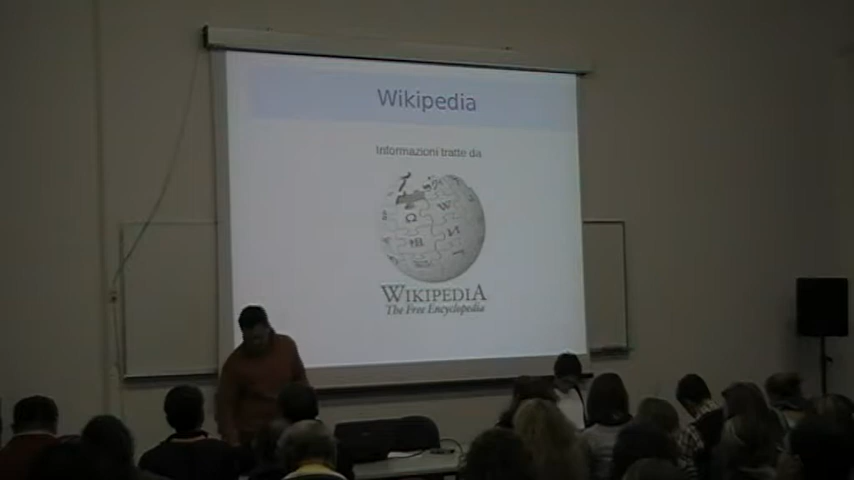 Wikipedia
Informazioni tratte da
WIKIPEDIA
The Free Encyclopedia